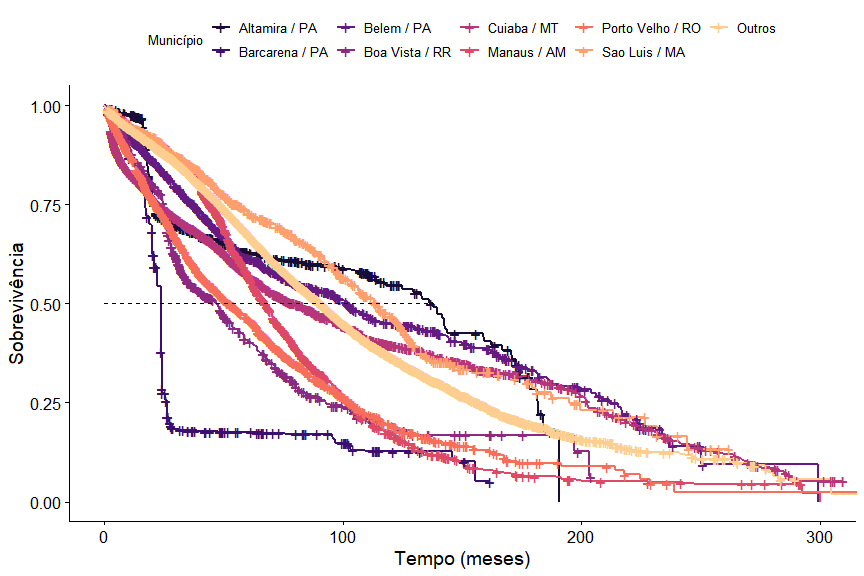 Município
Altamira / PA Belem / PA Cuiaba / MT Porto Velho / RO Outros
Barcarena / PA Boa Vista / RR Manaus / AM Sao Luis / MA
Sobrevivência
1.00
0.75
0.50
0.25
0.00
0 100 200 300
Tempo (meses)